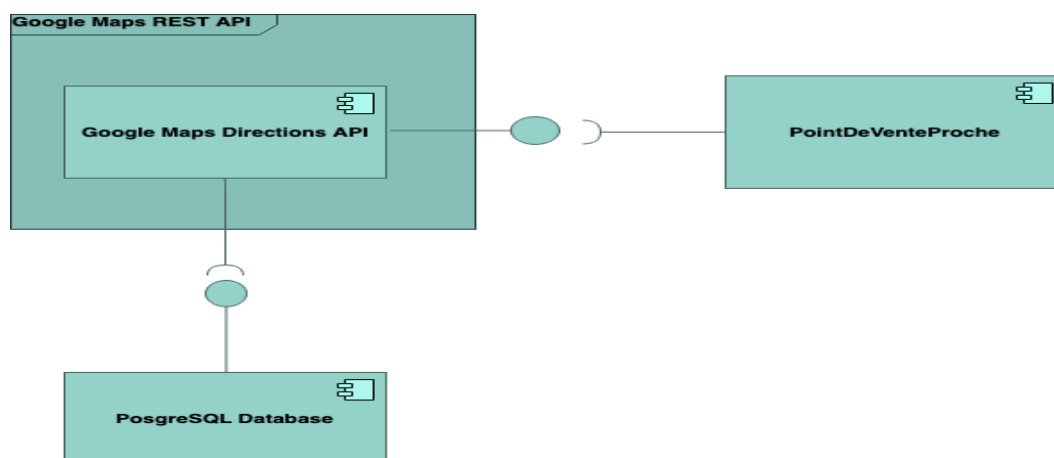 Google Maps REST API
Google Maps Directions API
PointDeVenteProche
PosgreSQL Database